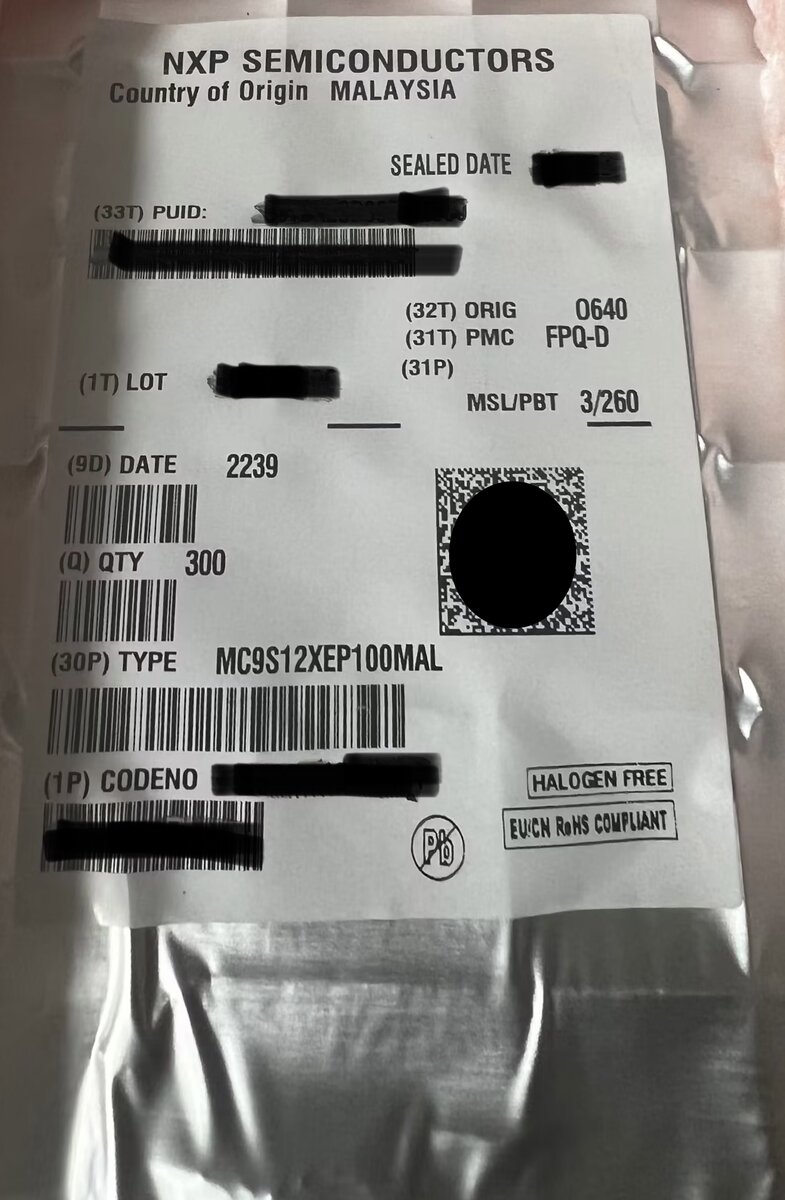 NXP SEMICONDUCTORS
Country of Origin MALAYSIA
SEALED DATE
(33T) PUID:
(32T) ORIG 0640
(31T) PMC FPQ-D
(31P)
(1T) LOT
MSL/PBT 3/260
(9D) DATE 2239
(Q) QTY 300
(30P) TYPE MC9S12XEP100MAL
(1P) CODENO
HALOGEN FREE
EU/CN RoHS COMPLIANT
Pb